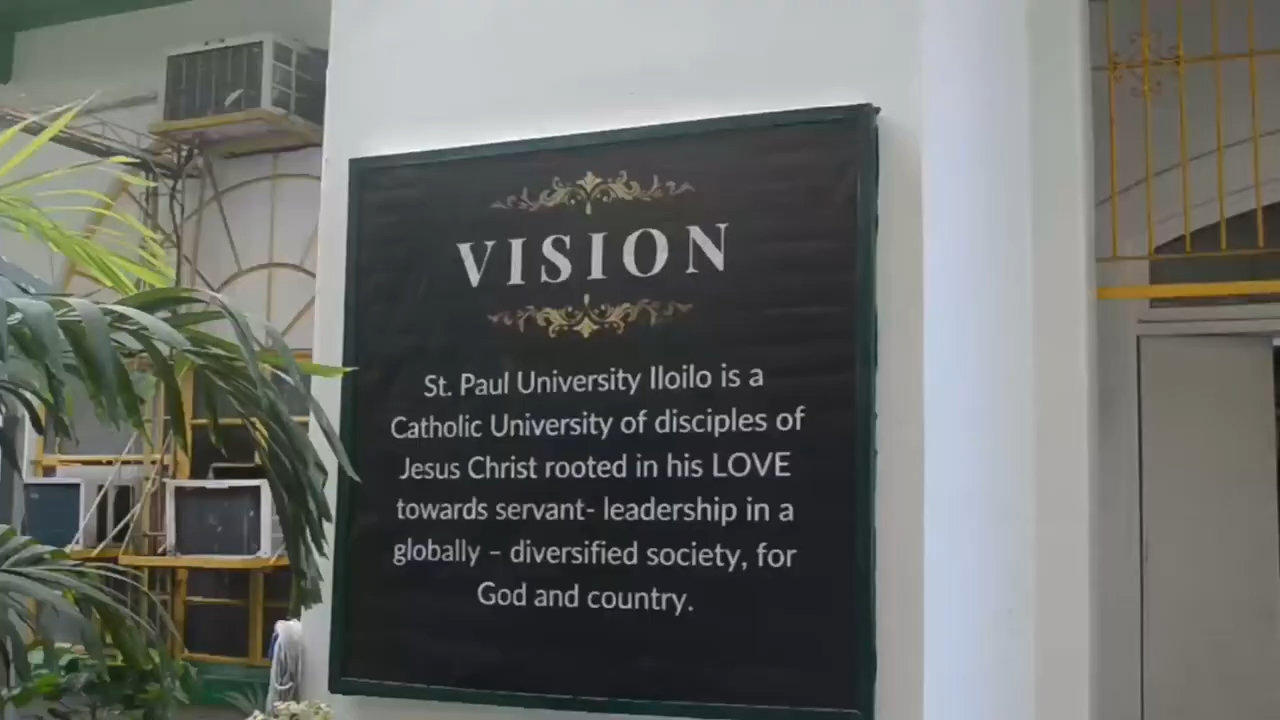 VISION
St. Paul University Iloilo is a
Catholic University of disciples of
Jesus Christ rooted in his LOVE
towards servant- leadership in a
globally – diversified society, for
God and country.